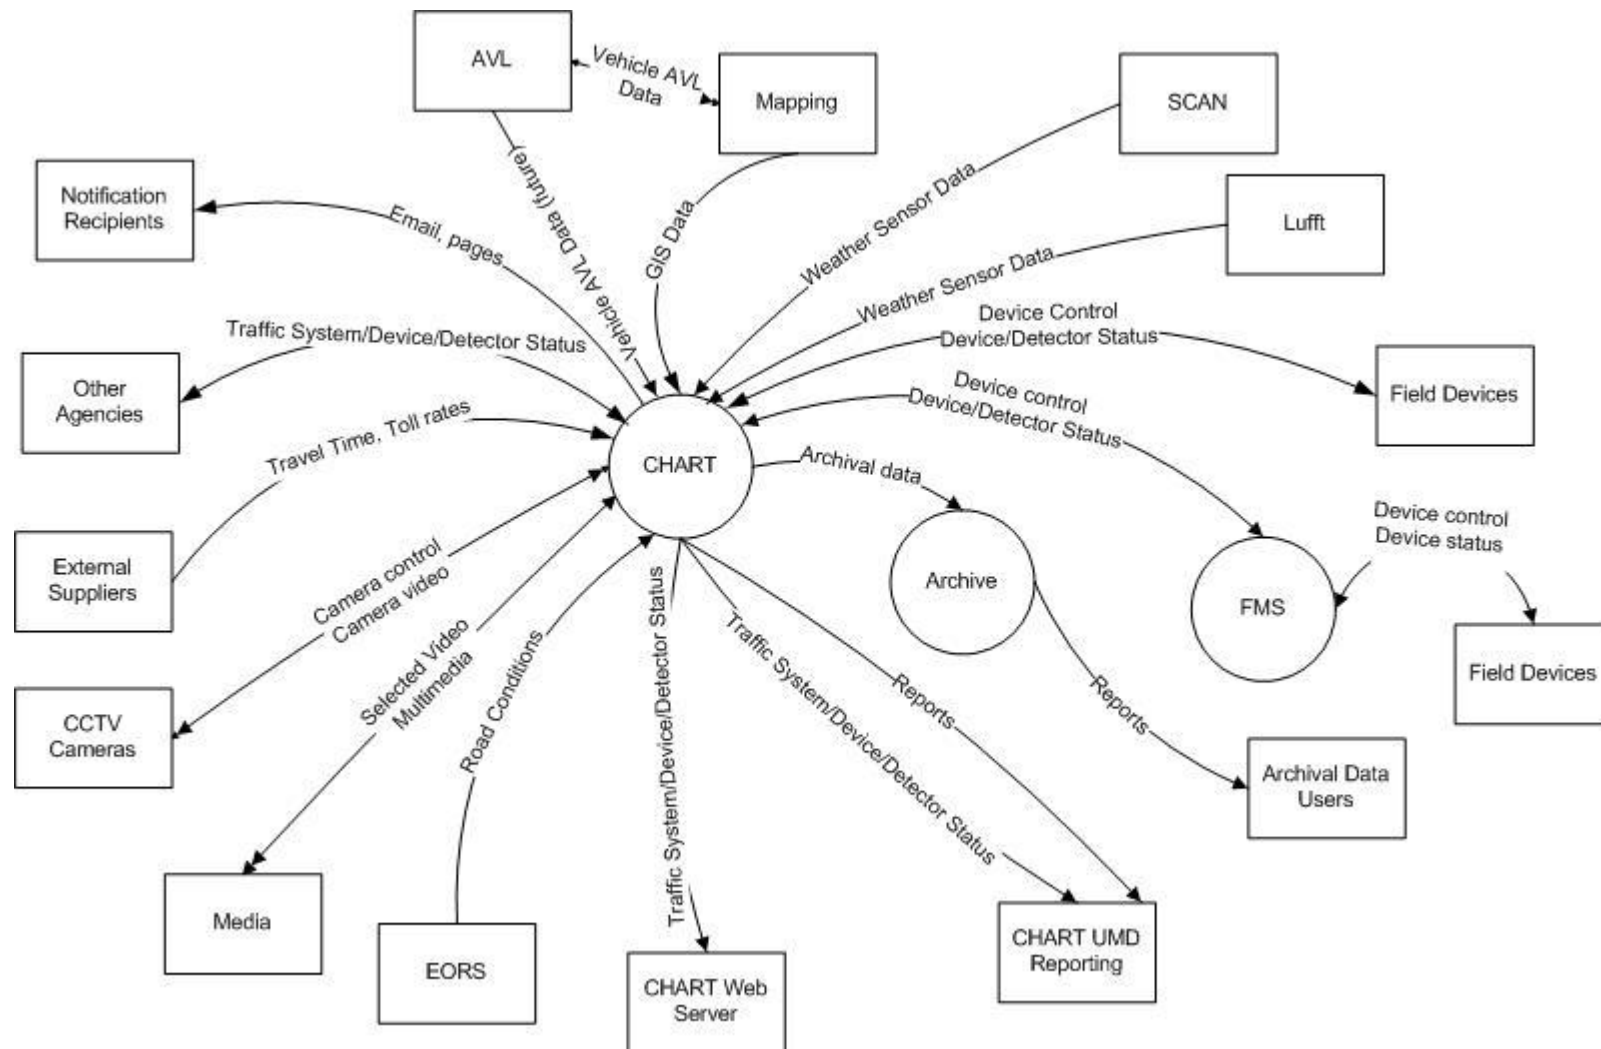 AVL
Vehicle AVL
Data
Mapping
SCAN
Notification
Recipients
Email, pages
Vehicle AVL Data (future)
GIS Data
Weather Sensor Data
Lufft
Weather Sensor Data
Device Control
Device/Detector Status
Traffic System/Device/Detector Status
Other
Agencies
Field Devices
Device control
Device/Detector Status
Travel Time, Toll rates
CHART
Archival data
External
Suppliers
Archive
FMS
Device control
Device status
Field Devices
Camera control
Camera video
CCTV
Cameras
Selected Video
Multimedia
Road Conditions
Traffic System/Device/Detector Status
Traffic System/Device/Detector Status
Reports
Reports
Archival Data
Users
Media
EORS
CHART Web
Server
CHART UMD
Reporting